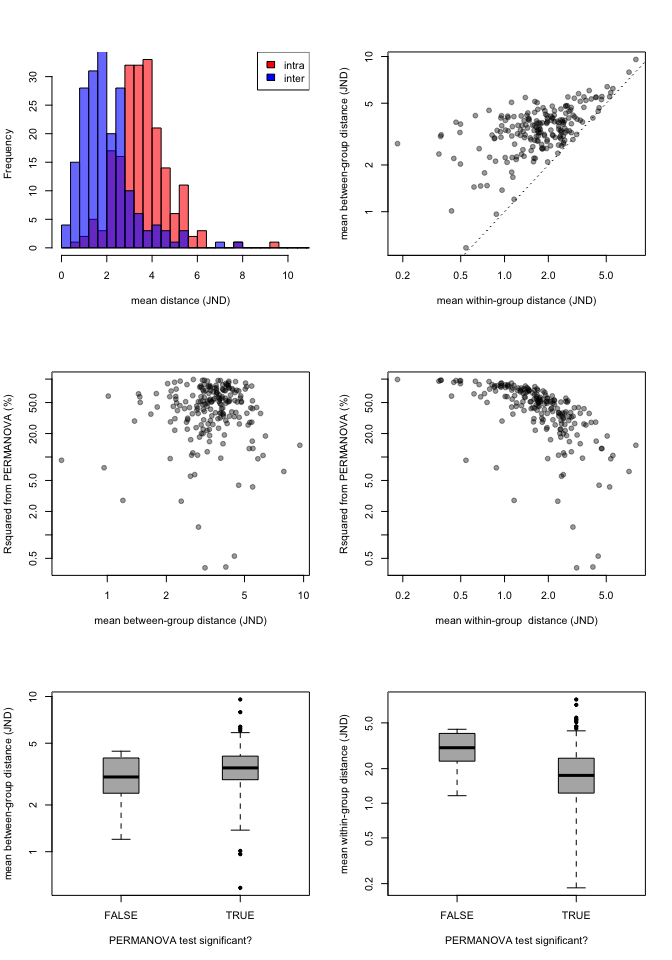 intra
inter
Frequency
0 5 10 15 20 25 30
0 2 4 6 8 10
mean distance (JND)
mean between-group distance (JND)
1 2 5 10
0.2 0.5 1.0 2.0 5.0
mean within-group distance (JND)
Rsquared from PERMANOVA (%)
0.5 2.0 5.0 20.0 50.0
1 2 5 10
mean between-group distance (JND)
Rsquared from PERMANOVA (%)
0.5 2.0 5.0 20.0 50.0
0.2 0.5 1.0 2.0 5.0
mean within-group distance (JND)
mean between-group distance (JND)
1 2 5 10
FALSE TRUE
PERMANOVA test significant?
mean within-group distance (JND)
0.2 0.5 1.0 2.0 5.0
FALSE TRUE
PERMANOVA test significant?